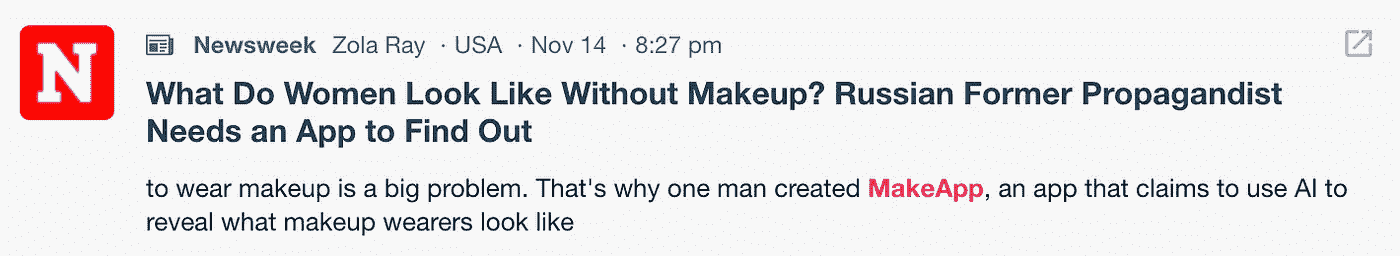 N
Newsweek Zola Ray · USA · Nov 14 · 8:27 pm
What Do Women Look Like Without Makeup? Russian Former Propagandist
Needs an App to Find Out
to wear makeup is a big problem. That's why one man created MakeApp, an app that claims to use AI to
reveal what makeup wearers look like